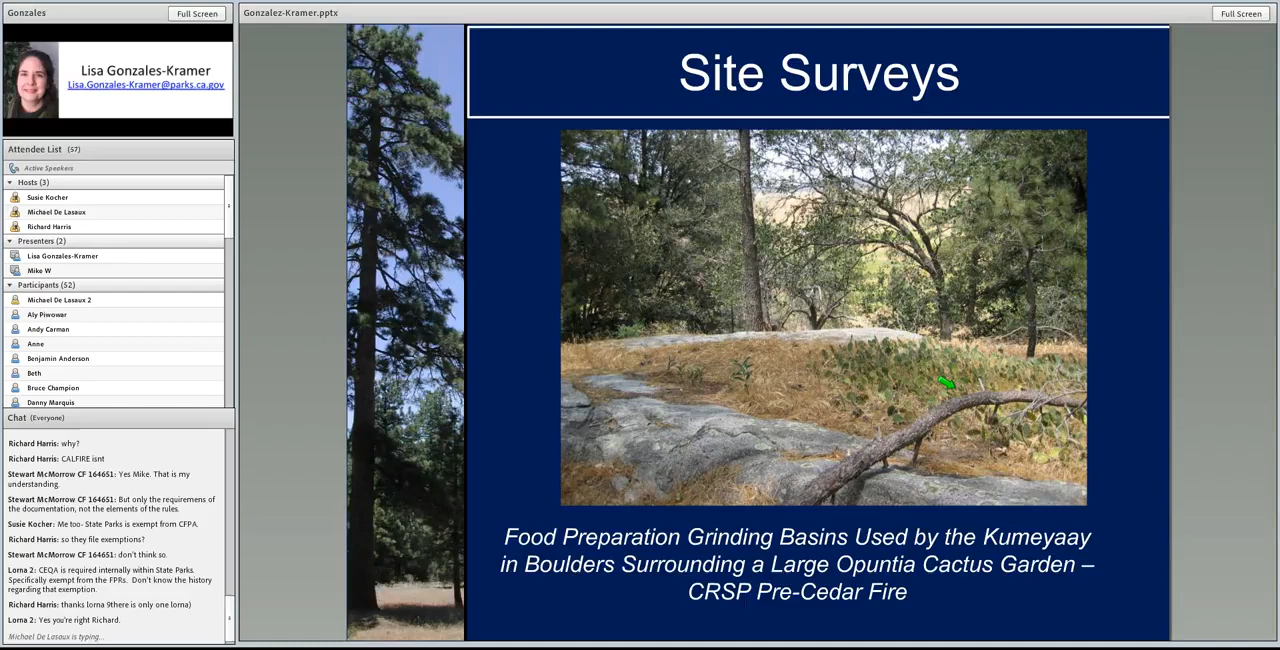 Gonzales
Full Screen
Lisa Gonzales-Kramer
Lisa.Gonzales-Kramer@parks.ca.gov
Attendee List (57)
Active Speakers
Hosts (3)
Susie Kocher
Michael De Lasaux
Richard Harris
Presenters (2)
Lisa Gonzales-Kramer
Mike W
Participants (52)
Michael De Lasaux 2
Aly Piwowar
Andy Carman
Anne
Benjamin Anderson
Beth
Bruce Champion
Danny Marquis
Chat (Everyone)
Richard Harris: why?
Richard Harris: CALFIRE isnt
Stewart McMorrow CF 164651: Yes Mike. That is my
understanding.
Stewart McMorrow CF 164651: But only the requiremens of
the documentation, not the elements of the rules.
Susie Kocher: Me too- State Parks is exempt from CFPA.
Richard Harris: so they file exemptions?
Stewart McMorrow CF 164651: don't think so.
Lorna 2: CEQA is required internally within State Parks.
Specifically exempt from the FPRs. Don't know the history
regarding that exemption.
Richard Harris: thanks lorna 9there is only one lorna)
Lorna 2: Yes you're right Richard.
Michael De Lasaux is typing...
Gonzalez-Kramer.pptx
Full Screen
Site Surveys
Food Preparation Grinding Basins Used by the Kumeyaay
in Boulders Surrounding a Large Opuntia Cactus Garden –
CRSP Pre-Cedar Fire